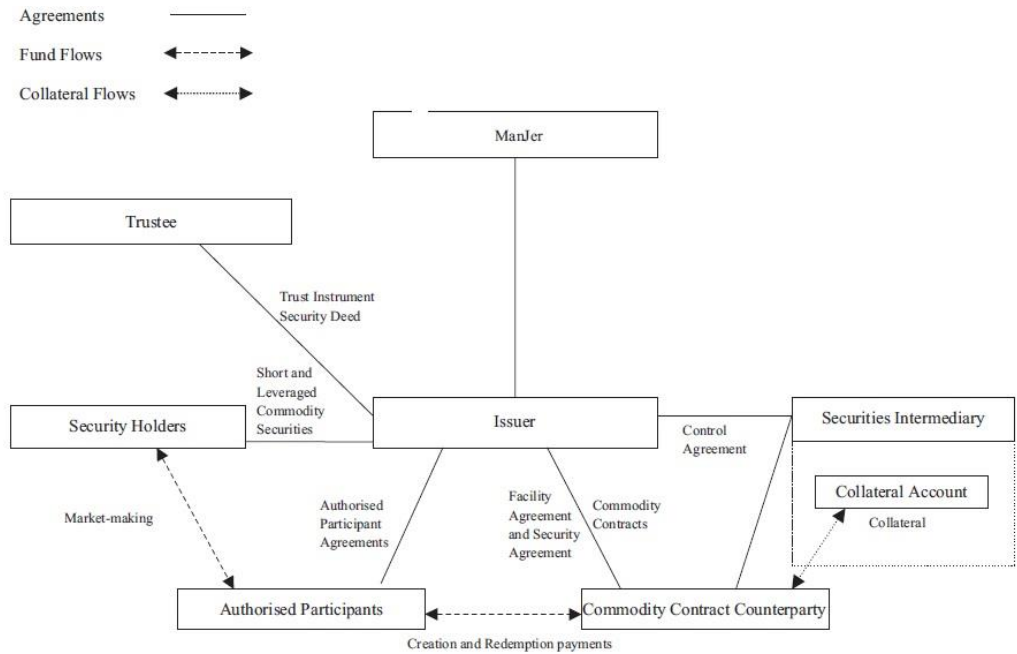 Agreements
Fund Flows
Collateral Flows
ManJer
Trustee
Trust Instrument
Security Deed
Short and
Leveraged
Commodity
Securities
Security Holders
Issuer
Securities Intermediary
Control
Agreement
Collateral Account
Collateral
Market-making
Authorised
Participant
Agreements
Facility
Agreement
and Security
Agreement
Commodity
Contracts
Authorised Participants
Commodity Contract Counterparty
Creation and Redemption payments